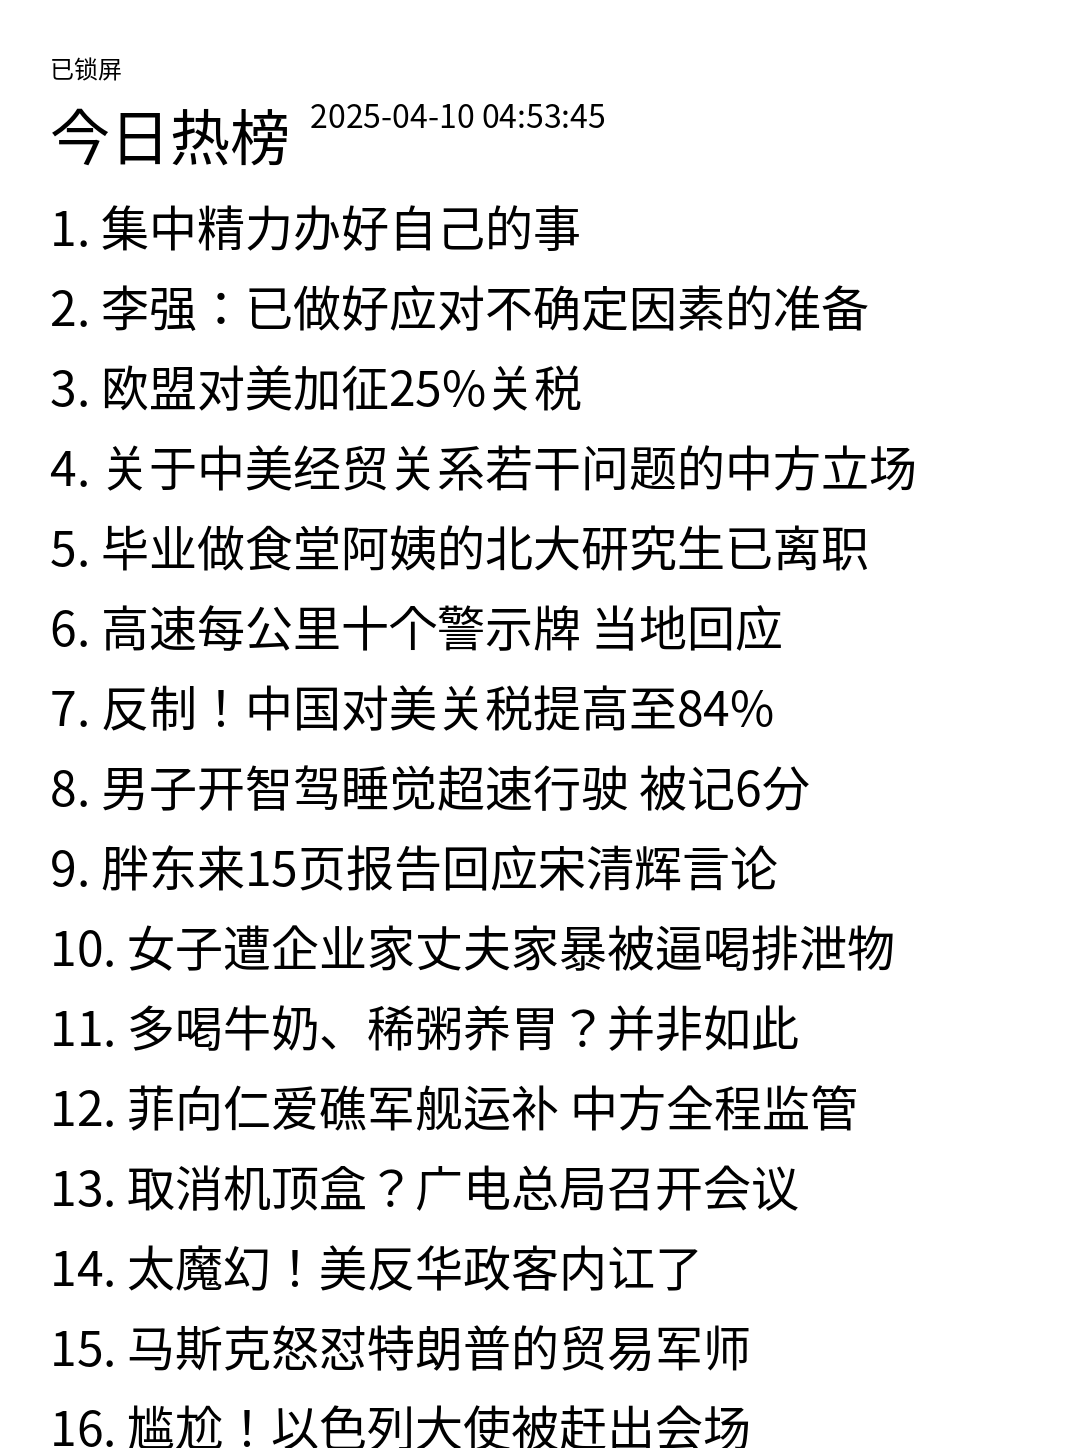 已锁屏
今日热榜 2025-04-10 04:53:45
1. 集中精力办好自己的事
2. 李强：已做好应对不确定因素的准备
3. 欧盟对美加征25%关税
4. 关于中美经贸关系若干问题的中方立场
5. 毕业做食堂阿姨的北大研究生已离职
6. 高速每公里十个警示牌 当地回应
7. 反制！中国对美关税提高至84%
8. 男子开智驾睡觉超速行驶 被记6分
9. 胖东来15页报告回应宋清辉言论
10. 女子遭企业家丈夫家暴被逼喝排泄物
11. 多喝牛奶、稀粥养胃？并非如此
12. 菲向仁爱礁军舰运补 中方全程监管
13. 取消机顶盒？广电总局召开会议
14. 太魔幻！美反华政客内讧了
15. 马斯克怒怼特朗普的贸易军师
16. 尴尬！以色列大使被赶出会场